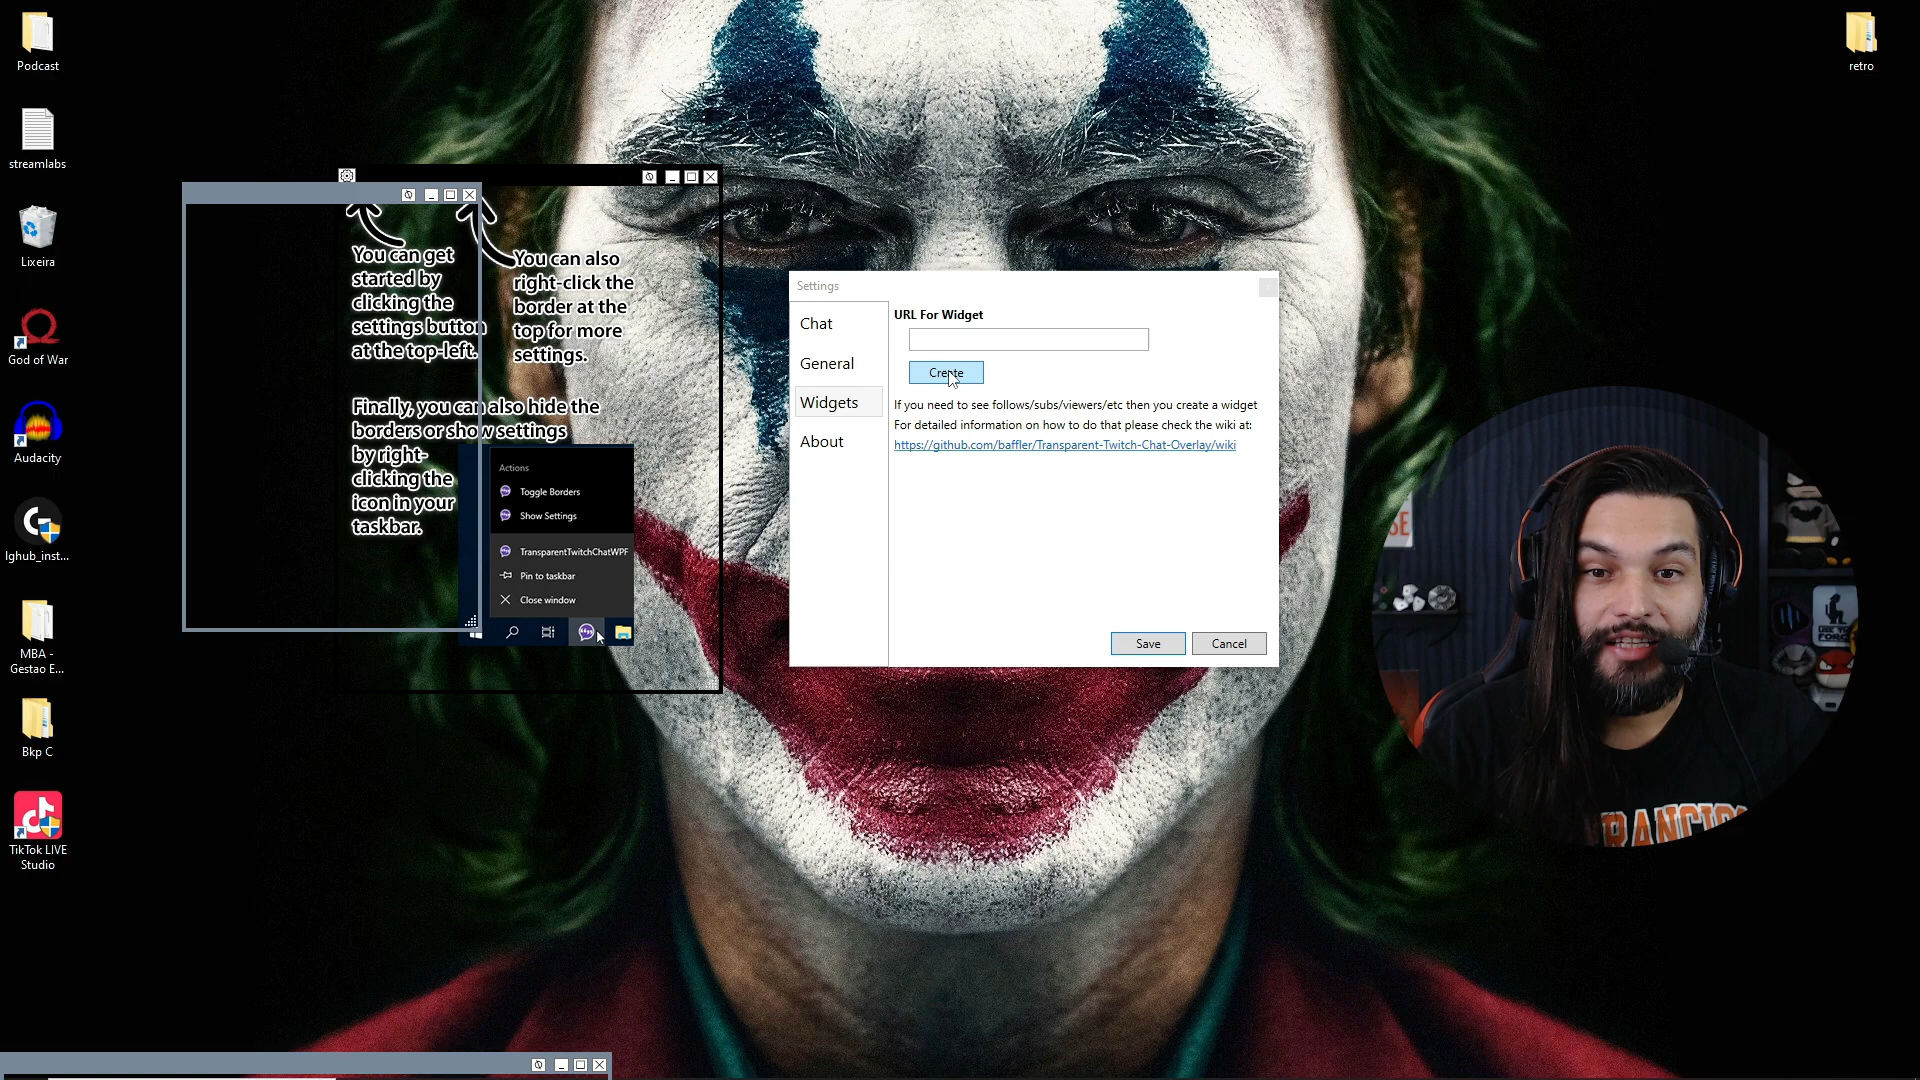 Podcast
streamlabs
Lixeira
God of War
Audacity
lghub_inst...
MBA -
Gestao E...
Bkp C
TikTok LIVE
Studio
retro
You can get
started by
clicking the
settings button
at the top-left.
You can also
right-click the
border at the
top for more
settings.
Finally, you can also hide the
borders or show settings
by right-
clicking the
icon in your
taskbar.
Actions
Toggle Borders
Show Settings
TransparentTwitchChatWPF
Pin to taskbar
Close window
Settings
Chat
General
Widgets
About
URL For Widget
Create
If you need to see follows/subs/viewers/etc then you create a widget
For detailed information on how to do that please check the wiki at:
https://github.com/baffler/Transparent-Twitch-Chat-Overlay/wiki
Save
Cancel